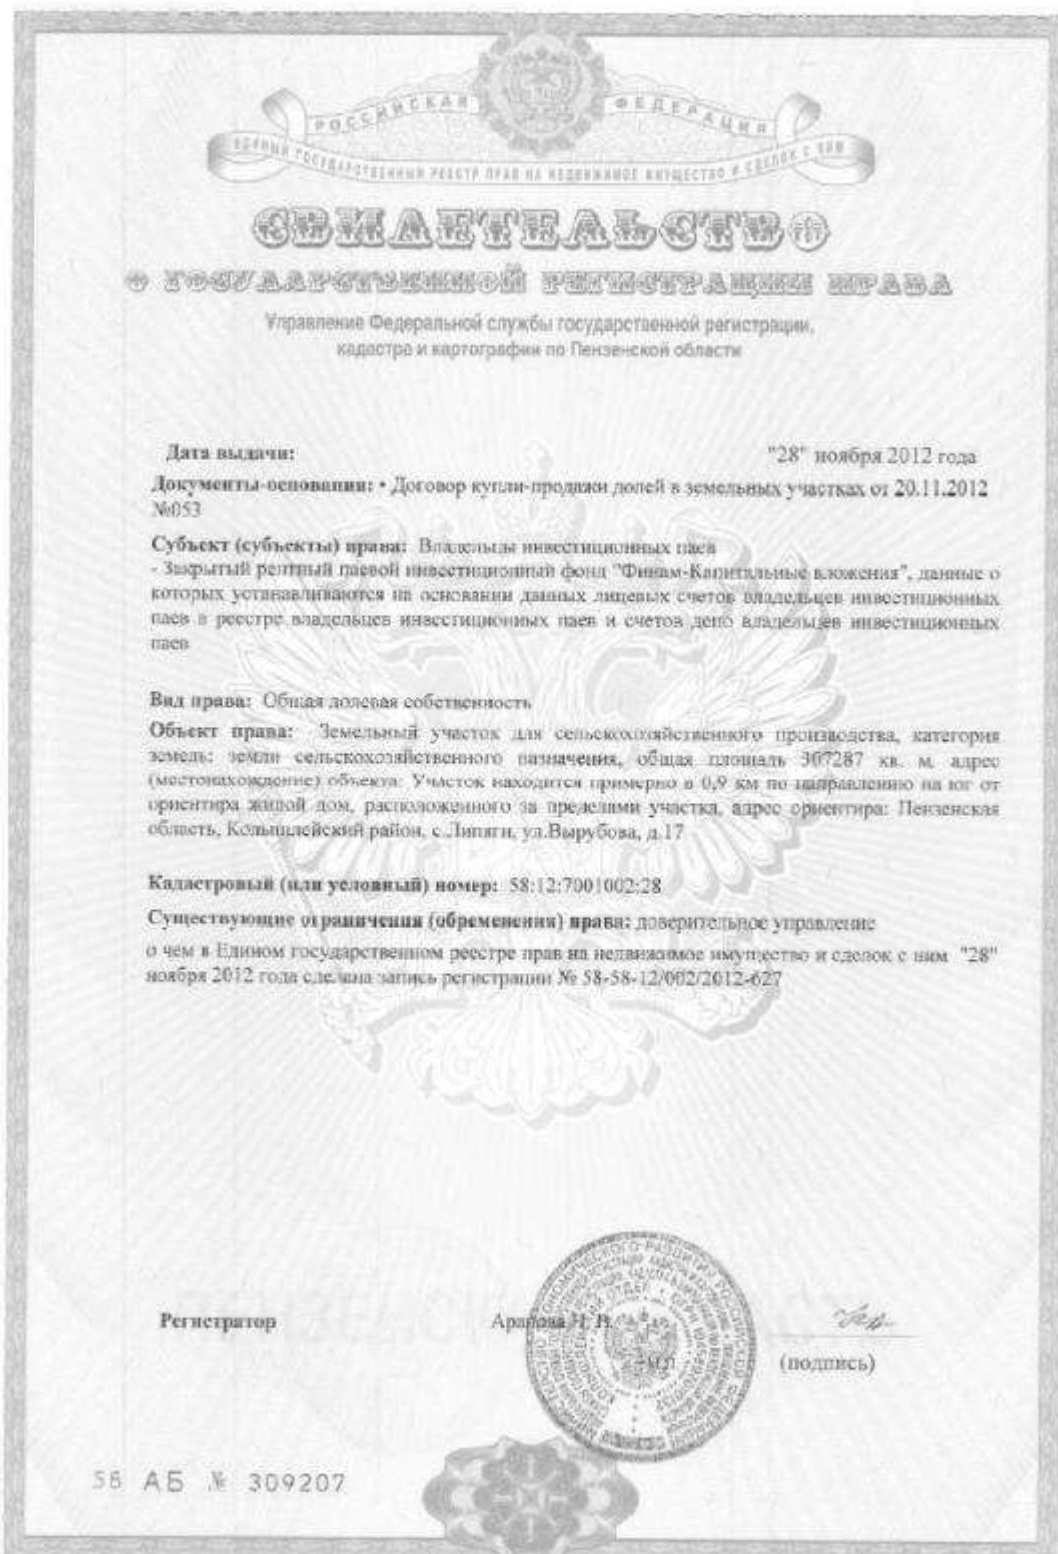 РОССИЙСКАЯ ФЕДЕРАЦИЯ
ЕДИНЫЙ ГОСУДАРСТВЕННЫЙ РЕЕСТР ПРАВ НА НЕДВИЖИМОЕ ИМУЩЕСТВО И СДЕЛОК С НИМ
СВИДЕТЕЛЬСТВО
О ГОСУДАРСТВЕННОЙ РЕГИСТРАЦИИ ПРАВА
Управление Федеральной службы государственной регистрации,
кадастра и картографии по Пензенской области
Дата выдачи: "28" ноября 2012 года
Документы-основания: • Договор купли-продажи долей в земельных участках от 20.11.2012
№053
Субъект (субъекты) права: Владельцы инвестиционных паев
- Закрытый рентный паевой инвестиционный фонд "Финам-Капитальные вложения", данные о
которых устанавливаются на основании данных лицевых счетов владельцев инвестиционных
паев в реестре владельцев инвестиционных паев и счетов депо владельцев инвестиционных
паев
Вид права: Общая долевая собственность
Объект права: Земельный участок для сельскохозяйственного производства, категория
земель: земли сельскохозяйственного назначения, общая площадь 307287 кв. м, адрес
(местонахождение) объекта: Участок находится примерно в 0,9 км по направлению на юг от
ориентира жилой дом, расположенного за пределами участка, адрес ориентира: Пензенская
область, Колышлейский район, с.Липяги, ул.Вырубова, д.17
Кадастровый (или условный) номер: 58:12:7001002:28
Существующие ограничения (обременения) права: доверительное управление
о чем в Едином государственном реестре прав на недвижимое имущество и сделок с ним "28"
ноября 2012 года сделана запись регистрации № 58-58-12/002/2012-627
Регистратор Арапова Н. В.
М.П.
(подпись)
58 АБ № 309207